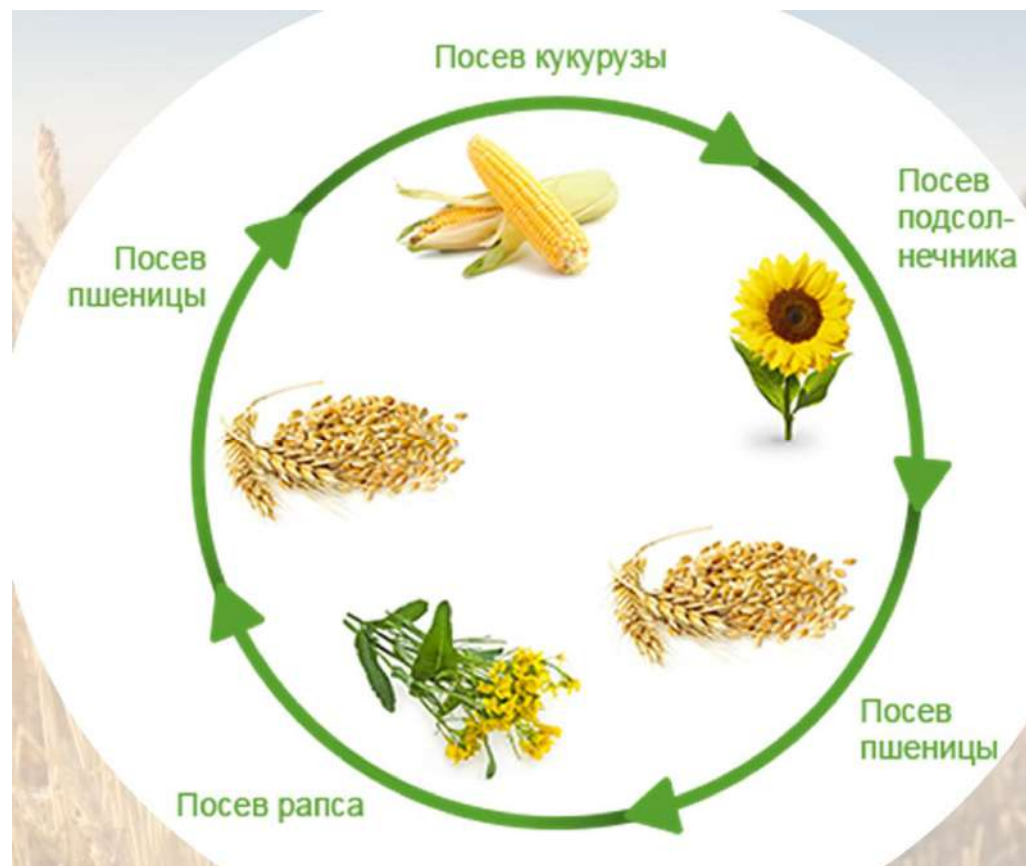 Посев кукурузы
Посев
подсол-
нечника
Посев
пшеницы
Посев рапса
Посев
пшеницы